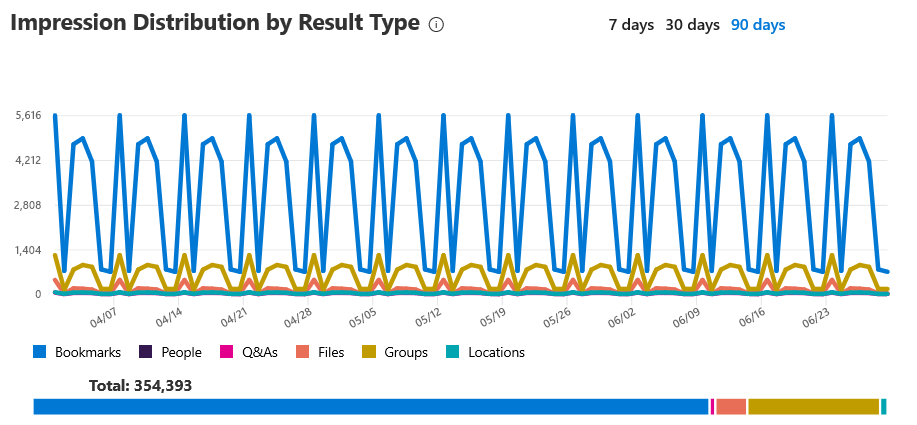 Impression Distribution by Result Type
7 days 30 days 90 days
5,616
4,212
2,808
1,404
0
04/07 04/14 04/21 04/28 05/05 05/12 05/19 05/26 06/02 06/09 06/16 06/23
Bookmarks People Q&As Files Groups Locations
Total: 354,393